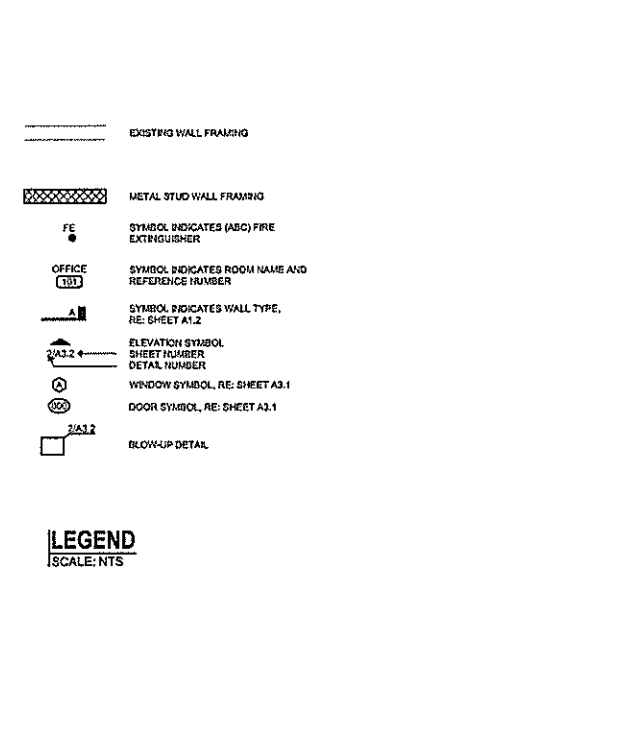 EXISTING WALL FRAMING
METAL STUD WALL FRAMING
FE
SYMBOL INDICATES (ABC) FIRE
EXTINGUISHER
OFFICE
101
SYMBOL INDICATES ROOM NAME AND
REFERENCE NUMBER
A
SYMBOL INDICATES WALL TYPE,
RE: SHEET A1.2
ELEVATION SYMBOL
2/A3.2
SHEET NUMBER
DETAIL NUMBER
A
WINDOW SYMBOL, RE: SHEET A3.1
000
DOOR SYMBOL, RE: SHEET A3.1
2/A3.2
BLOW-UP DETAIL
LEGEND
SCALE: NTS